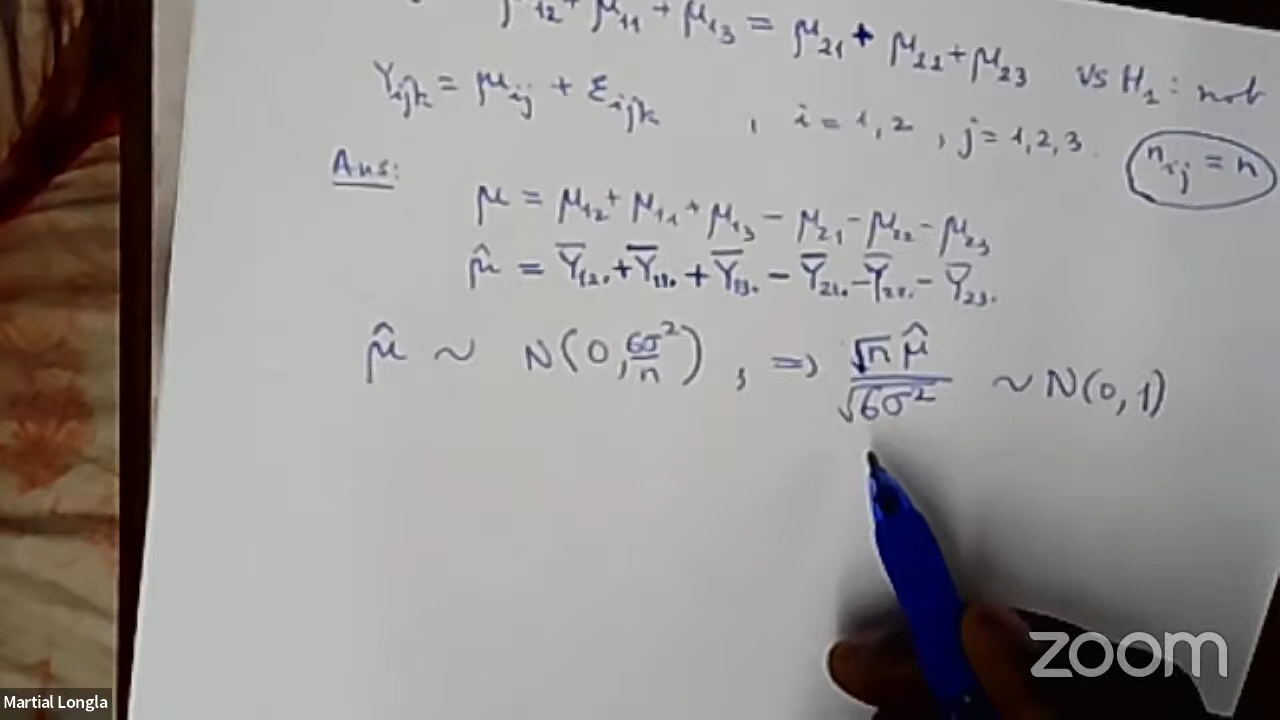 μ₁₂ + μ₁₁ + μ₁₃ = μ₂₁ + μ₂₂ + μ₂₃ vs H₁ : not
Yᵢⱼₖ = μᵢⱼ + εᵢⱼₖ , i = 1, 2 , j = 1, 2, 3.
nᵢⱼ = n
Ans:
μ = μ₁₂ + μ₁₁ + μ₁₃ − μ₂₁ − μ₂₂ − μ₂₃
μ̂ = Ȳ₁₂. + Ȳ₁₁. + Ȳ₁₃. − Ȳ₂₁. − Ȳ₂₂. − Ȳ₂₃.
μ̂ ~ N(0, 6σ²/n) , => √n μ̂ / √6σ² ~ N(0, 1)
zoom
Martial Longla